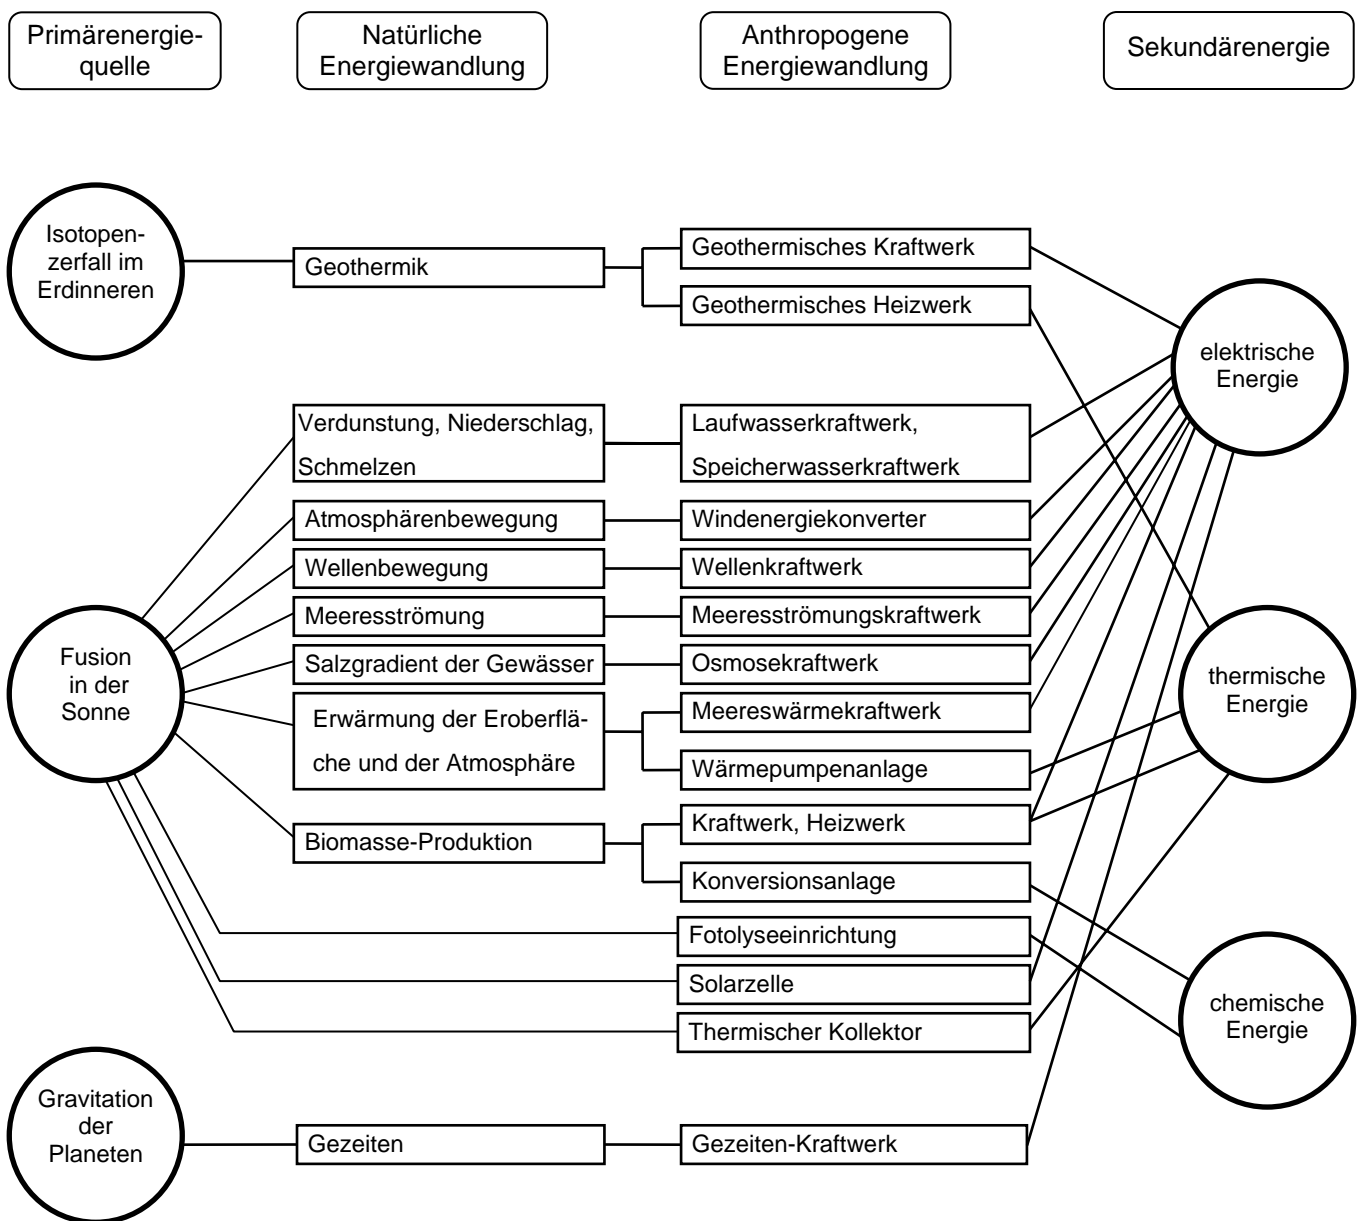 Primärenergie-
quelle
Natürliche
Energiewandlung
Anthropogene
Energiewandlung
Sekundärenergie
Isotopen-
zerfall im
Erdinneren
Geothermik
Geothermisches Kraftwerk
Geothermisches Heizwerk
elektrische
Energie
Verdunstung, Niederschlag,
Schmelzen
Laufwasserkraftwerk,
Speicherwasserkraftwerk
Atmosphärenbewegung
Windenergiekonverter
Wellenbewegung
Wellenkraftwerk
Meeresströmung
Meeresströmungskraftwerk
Fusion
in der
Sonne
Salzgradient der Gewässer
Osmosekraftwerk
thermische
Energie
Erwärmung der Eroberflä-
che und der Atmosphäre
Meereswärmekraftwerk
Wärmepumpenanlage
Biomasse-Produktion
Kraftwerk, Heizwerk
Konversionsanlage
Fotolyseeinrichtung
Solarzelle
Thermischer Kollektor
chemische
Energie
Gravitation
der
Planeten
Gezeiten
Gezeiten-Kraftwerk